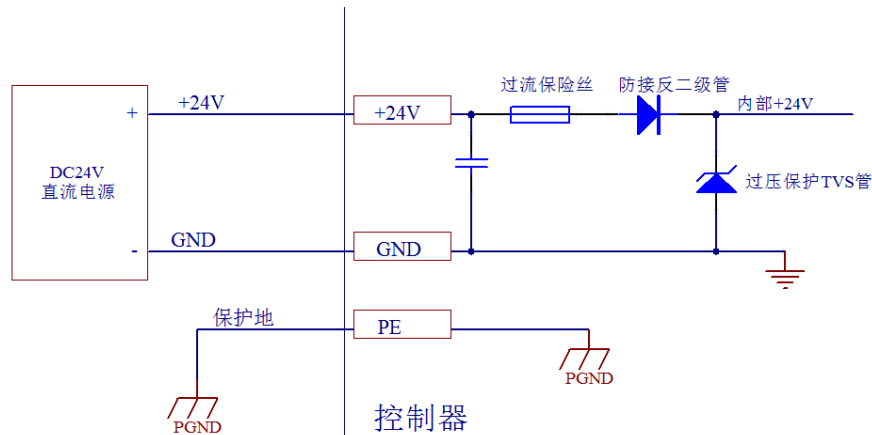 过流保险丝
防接反二级管
+
+24V
+24V
内部+24V
DC24V
直流电源
过压保护TVS管
-
GND
GND
保护地
PE
PGND
PGND
控制器